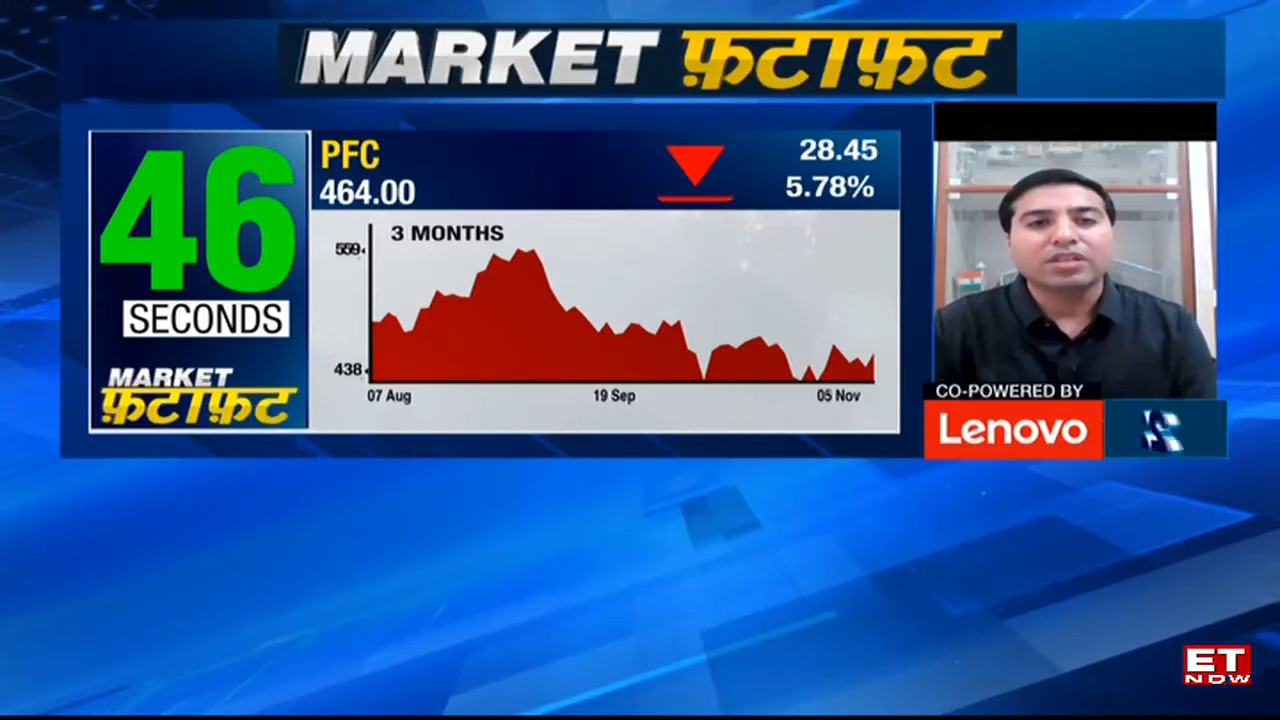 MARKET फ़टाफ़ट
46
SECONDS
MARKET
फ़टाफ़ट
PFC
464.00
28.45
5.78%
3 MONTHS
559
438
07 Aug
19 Sep
05 Nov
CO-POWERED BY
Lenovo
ET
NOW